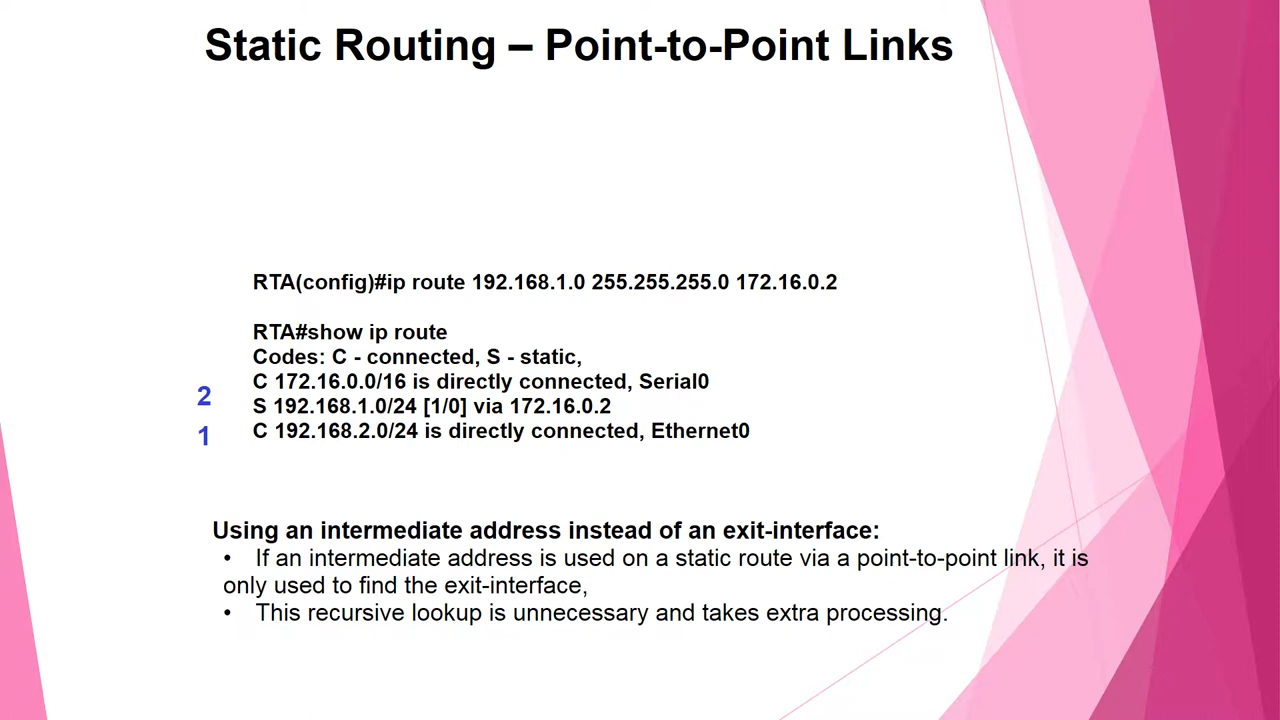 Static Routing – Point-to-Point Links
RTA(config)#ip route 192.168.1.0 255.255.255.0 172.16.0.2
RTA#show ip route
Codes: C - connected, S - static,
C 172.16.0.0/16 is directly connected, Serial0
2
S 192.168.1.0/24 [1/0] via 172.16.0.2
1
C 192.168.2.0/24 is directly connected, Ethernet0
Using an intermediate address instead of an exit-interface:
• If an intermediate address is used on a static route via a point-to-point link, it is
only used to find the exit-interface,
• This recursive lookup is unnecessary and takes extra processing.